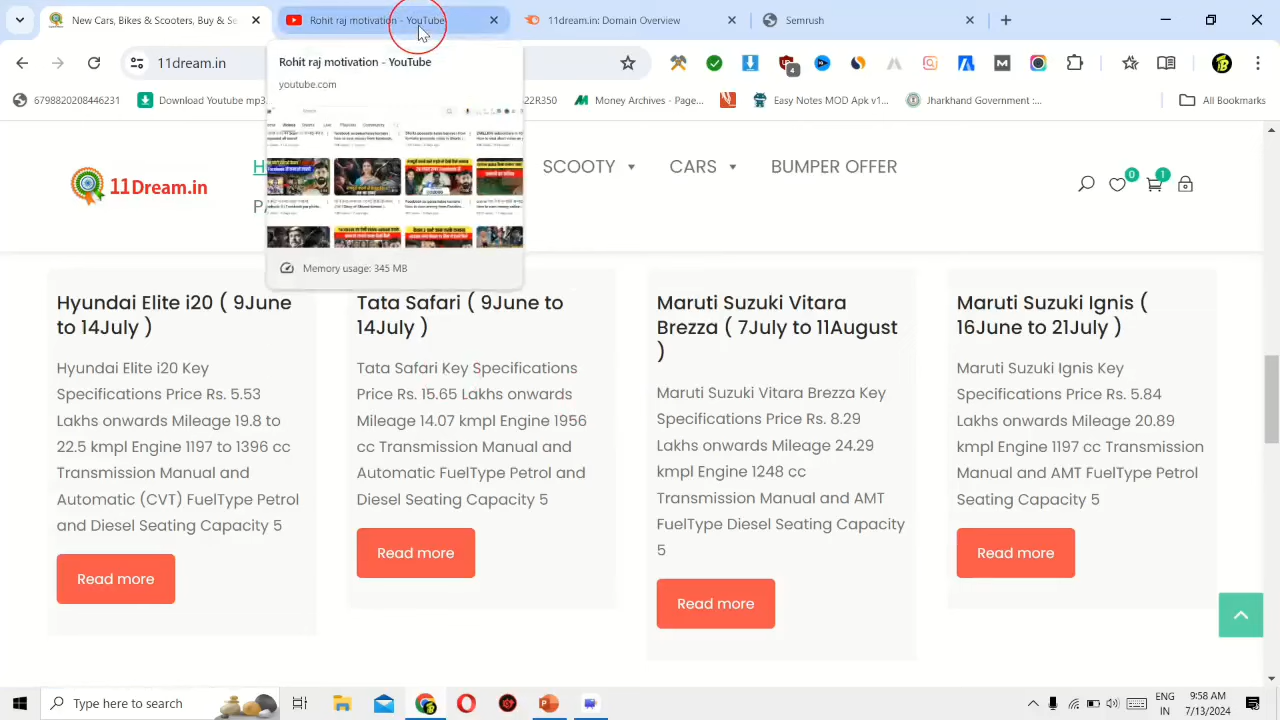 New Cars, Bikes & Scooters, Buy &
Rohit raj motivation - YouTube
11dream.in: Domain Overview
Semrush
11dream.in
4
6798820208446231
Download Youtube mp3
22R350
Money Archives - Page...
Easy Notes MOD Apk v1...
Jharkhand Government :...
Rohit raj motivation - YouTube
youtube.com
Memory usage: 345 MB
11Dream.in
H
COOTY
CARGO
BUMPER OFFER
PA
0
Hyundai Elite i20 ( 9June
to 14July )
Hyundai Elite i20 Key
Specifications Price Rs. 5.53
Lakhs onwards Mileage 19.8 to
22.5 kmpl Engine 1197 to 1396 cc
Transmission Manual and
Automatic (CVT) FuelType Petrol
and Diesel Seating Capacity 5
Read more
Tata Safari ( 9June to
14July )
Tata Safari Key Specifications
Price Rs. 15.65 Lakhs onwards
Mileage 14.07 kmpl Engine 1956
cc Transmission Manual and
Automatic FuelType Petrol and
Diesel Seating Capacity 5
Read more
Maruti Suzuki Vitara
Brezza ( 7July to 11August
)
Maruti Suzuki Vitara Brezza Key
Specifications Price Rs. 8.29
Lakhs onwards Mileage 24.29
kmpl Engine 1248 cc
Transmission Manual and AMT
FuelType Diesel Seating Capacity
5
Read more
Maruti Suzuki Ignis (
16June to 21July )
Maruti Suzuki Ignis Key
Specifications Price Rs. 5.84
Lakhs onwards Mileage 20.89
kmpl Engine 1197 cc Transmission
Manual and AMT FuelType Petrol
Seating Capacity 5
Read more
Type here to search
ENG
IN
7/13/2024